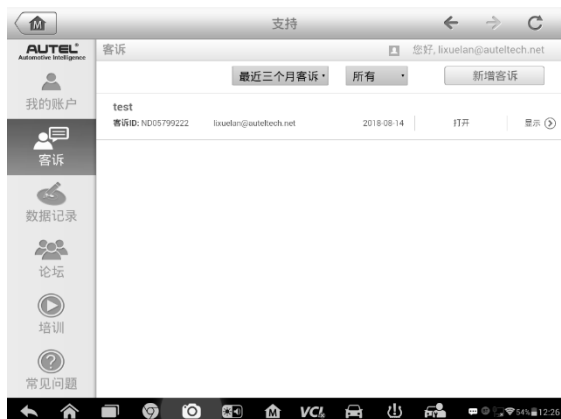 支持
AUTEL
Automotive Intelligence
客诉
您好, lixuelan@auteltech.net
最近三个月客诉
所有
新增客诉
我的账户
test
客诉ID: ND05799222 lixuelan@auteltech.net 2018-08-14 打开 显示
客诉
数据记录
论坛
培训
常见问题
VCI
54% 12:26